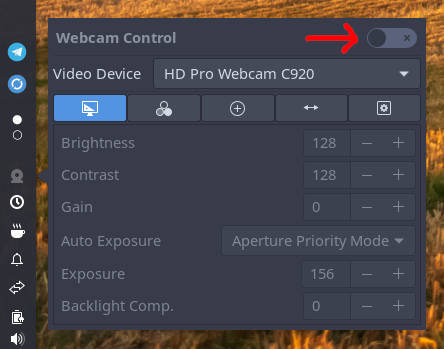 Webcam Control
Video Device HD Pro Webcam C920
Brightness 128
Contrast 128
Gain 0
Auto Exposure Aperture Priority Mode
Exposure 156
Backlight Comp. 0